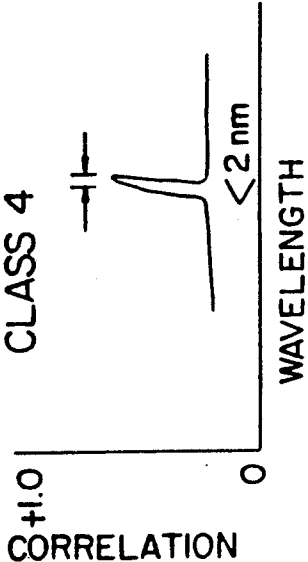 CLASS 4
+1.0
CORRELATION
0
<2 nm
WAVELENGTH